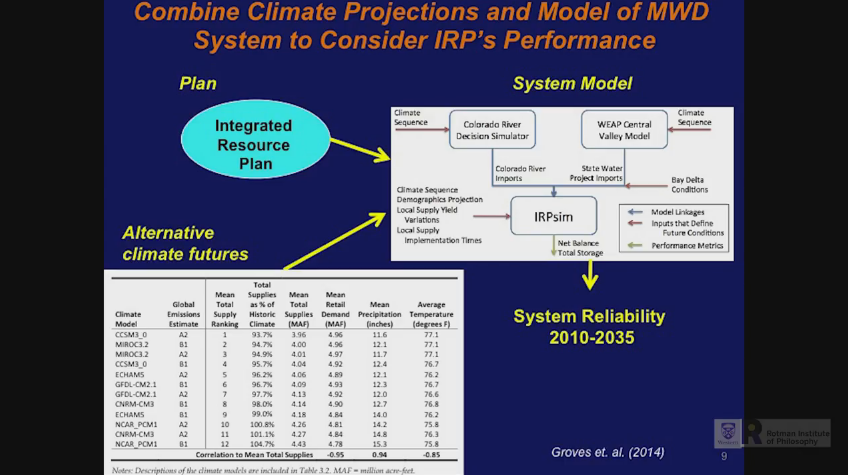 Combine Climate Projections and Model of MWD
System to Consider IRP's Performance
Plan
System Model
Integrated
Resource
Plan
Climate
Sequence
Colorado River
Decision Simulator
WEAP Central
Valley Model
Climate
Sequence
Colorado River
Imports
State Water
Project Imports
Bay Delta
Conditions
Climate Sequence
Demographics Projection
Local Supply Yield
Variations
Local Supply
Implementation Times
IRPsim
Model Linkages
Inputs that Define
Future Conditions
Performance Metrics
Net Balance
Total Storage
Alternative
climate futures
Climate Model Global Emissions Estimate Mean Total Supply Ranking Total Supplies as % of Historic Climate Mean Total Supplies (MAF) Mean Retail Demand (MAF) Mean Precipitation (inches) Average Temperature (degrees F)
CCSM3_0 A2 1 93.7% 3.96 4.96 11.6 77.1
MIROC3.2 B1 2 94.7% 4.00 4.96 12.1 77.1
MIROC3.2 A2 3 94.9% 4.01 4.97 11.7 77.1
CCSM3_0 B1 4 95.7% 4.04 4.92 12.4 76.7
ECHAM5 A2 5 96.2% 4.06 4.89 12.1 76.2
GFDL-CM2.1 B1 6 96.7% 4.09 4.93 12.3 76.7
GFDL-CM2.1 A2 7 97.7% 4.13 4.92 12.0 76.6
CNRM-CM3 B1 8 98.0% 4.14 4.90 12.7 76.8
ECHAM5 B1 9 99.0% 4.18 4.84 14.0 76.2
NCAR_PCM1 A2 10 100.8% 4.26 4.81 14.2 75.8
CNRM-CM3 A2 11 101.1% 4.27 4.84 14.8 76.3
NCAR_PCM1 B1 12 104.7% 4.43 4.78 15.3 75.8
Correlation to Mean Total Supplies -0.95 0.94 -0.85
Notes: Descriptions of the climate models are included in Table 3.2. MAF = million acre-feet.
System Reliability
2010-2035
Groves et. al. (2014)
9
Rotman Institute
of Philosophy